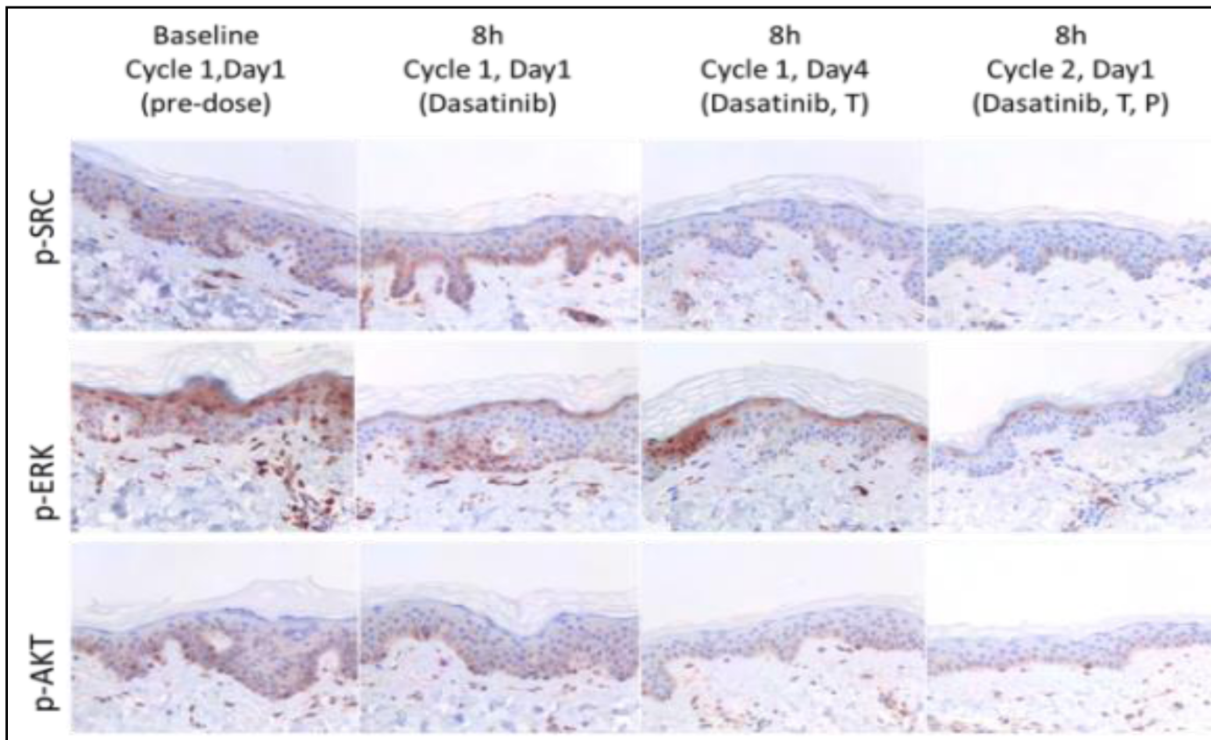 Baseline
Cycle 1,Day1
(pre-dose)
8h
Cycle 1, Day1
(Dasatinib)
8h
Cycle 1, Day4
(Dasatinib, T)
8h
Cycle 2, Day1
(Dasatinib, T, P)
p-SRC
p-ERK
p-AKT